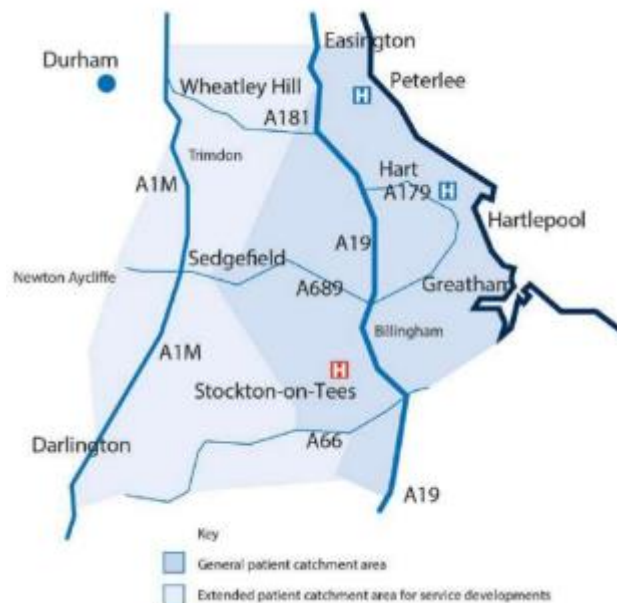 Easington
Durham
Peterlee
Wheatley Hill
H
A181
Trimdon
Hart
A1M
A179
H
Hartlepool
A19
Sedgefield
Newton Aycliffe
A689
Greatham
Billingham
A1M
H
Stockton-on-Tees
Darlington
A66
A19
Key
General patient catchment area
Extended patient catchment area for service developments